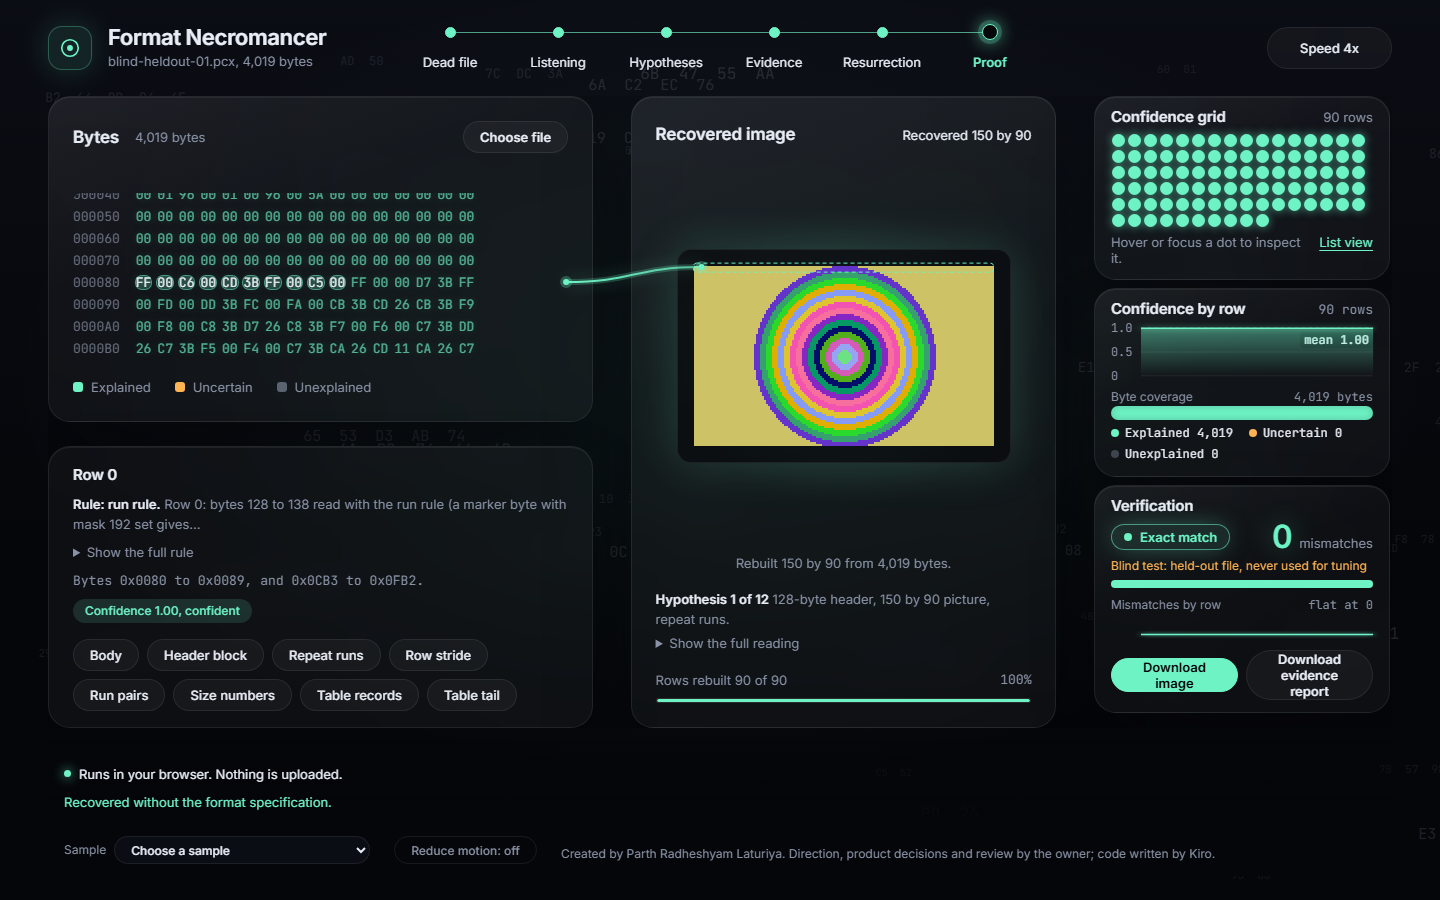 Format Necromancer
blind-heldout-01.pcx, 4,019 bytes
Dead file
Listening
Hypotheses
Evidence
Resurrection
Proof
Speed 4x
Bytes
4,019 bytes
Choose file
000040 00 01 96 00 01 00 96 00 5A 00 00 00 00 00 00 00
000050 00 00 00 00 00 00 00 00 00 00 00 00 00 00 00 00
000060 00 00 00 00 00 00 00 00 00 00 00 00 00 00 00 00
000070 00 00 00 00 00 00 00 00 00 00 00 00 00 00 00 00
000080 FF 00 C6 00 CD 3B FF 00 C5 00 FF 00 00 D7 3B FF
000090 00 FD 00 DD 3B FC 00 FA 00 CB 3B CD 26 CB 3B F9
0000A0 00 F8 00 C8 3B D7 26 C8 3B F7 00 F6 00 C7 3B DD
0000B0 26 C7 3B F5 00 F4 00 C7 3B CA 26 CD 11 CA 26 C7
Explained
Uncertain
Unexplained
Row 0
Rule: run rule. Row 0: bytes 128 to 138 read with the run rule (a marker byte with
mask 192 set gives...
Show the full rule
Bytes 0x0080 to 0x0089, and 0x0CB3 to 0x0FB2.
Confidence 1.00, confident
Body
Header block
Repeat runs
Row stride
Run pairs
Size numbers
Table records
Table tail
Recovered image
Recovered 150 by 90
Rebuilt 150 by 90 from 4,019 bytes.
Hypothesis 1 of 12 128-byte header, 150 by 90 picture,
repeat runs.
Show the full reading
Rows rebuilt 90 of 90
100%
Confidence grid
90 rows
Hover or focus a dot to inspect
it.
List view
Confidence by row
90 rows
1.0
mean 1.00
0.5
0
Byte coverage
4,019 bytes
Explained 4,019
Uncertain 0
Unexplained 0
Verification
Exact match
0 mismatches
Blind test: held-out file, never used for tuning
Mismatches by row
flat at 0
Download
image
Download
evidence
report
Runs in your browser. Nothing is uploaded.
Recovered without the format specification.
Sample
Choose a sample
Reduce motion: off
Created by Parth Radheshyam Laturiya. Direction, product decisions and review by the owner; code written by Kiro.